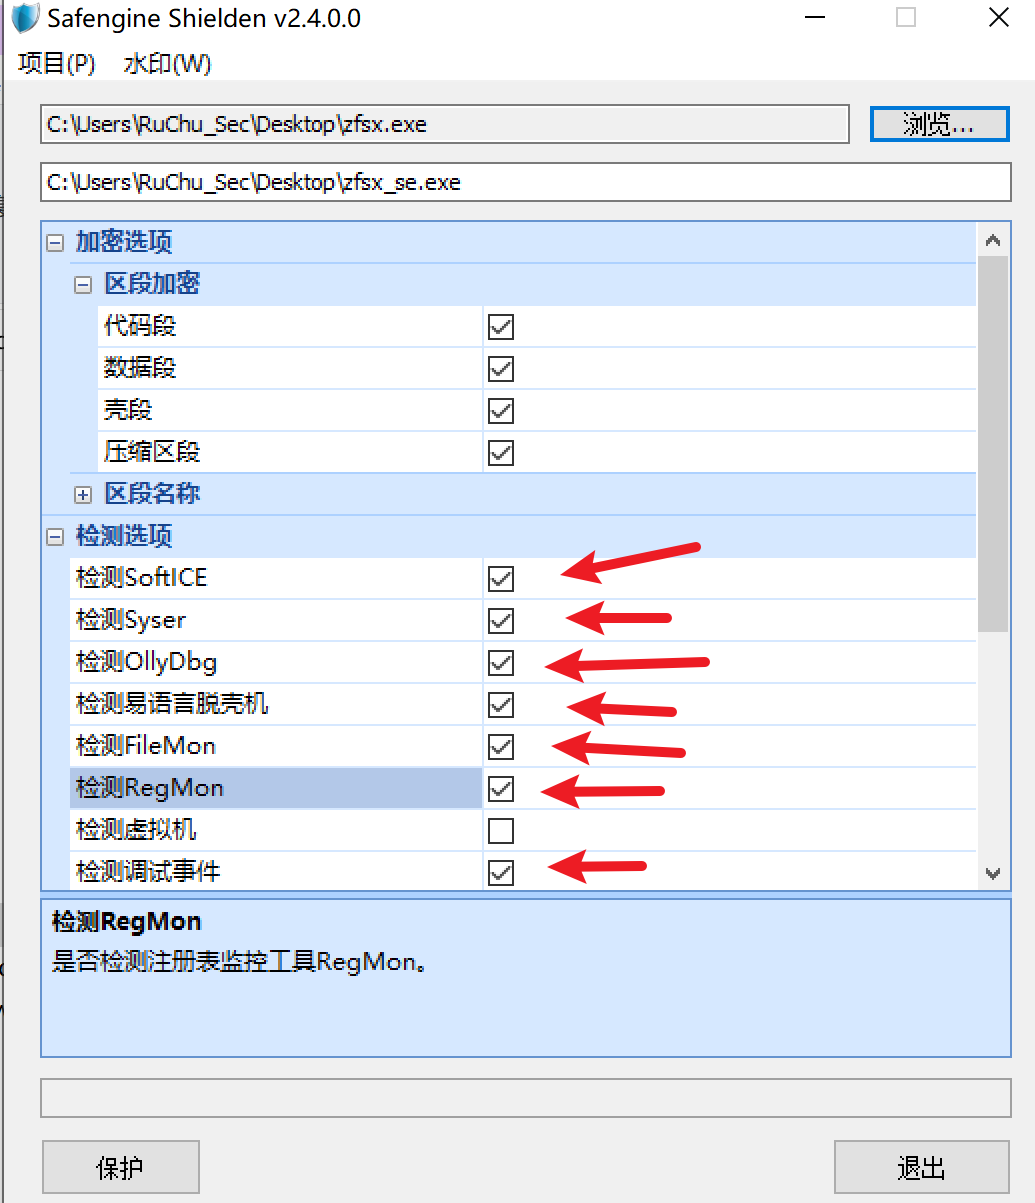 Safengine Shielden v2.4.0.0
项目(P) 水印(W)
C:\Users\RuChu_Sec\Desktop\zfsx.exe 浏览...
C:\Users\RuChu_Sec\Desktop\zfsx_se.exe
加密选项
区段加密
代码段
数据段
壳段
压缩区段
区段名称
检测选项
检测SoftICE
检测Syser
检测OllyDbg
检测易语言脱壳机
检测FileMon
检测RegMon
检测虚拟机
检测调试事件
检测RegMon
是否检测注册表监控工具RegMon。
保护 退出